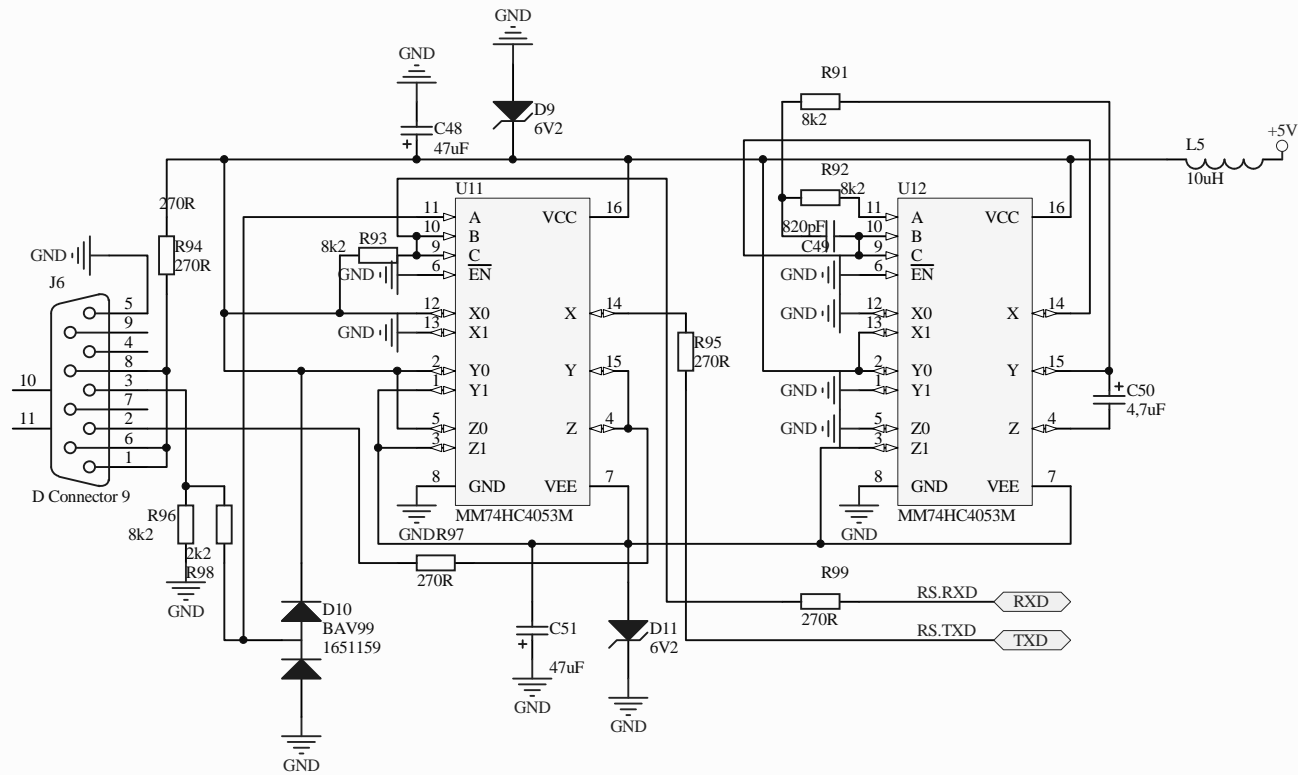 GND
GND
D9
6V2
C48
47uF
R91
8k2
+5V
L5
10uH
R92
8k2
U11
U12
270R
R94
270R
GND
J6
5
9
4
8
3
7
2
6
1
10
11
D Connector 9
8k2
R93
GND
GND
11
10
9
6
12
13
2
1
5
3
8
A
B
C
EN
X0
X1
Y0
Y1
Z0
Z1
GND
VCC
X
Y
Z
VEE
16
14
15
4
7
MM74HC4053M
GND
R97
270R
R95
270R
820pF
C49
GND
GND
GND
GND
11
10
9
6
12
13
2
1
5
3
8
A
B
C
EN
X0
X1
Y0
Y1
Z0
Z1
GND
VCC
X
Y
Z
VEE
16
14
15
4
7
MM74HC4053M
GND
C50
4,7uF
R96
8k2
2k2
R98
GND
D10
BAV99
1651159
GND
C51
47uF
GND
D11
6V2
GND
R99
270R
RS.RXD
RXD
RS.TXD
TXD